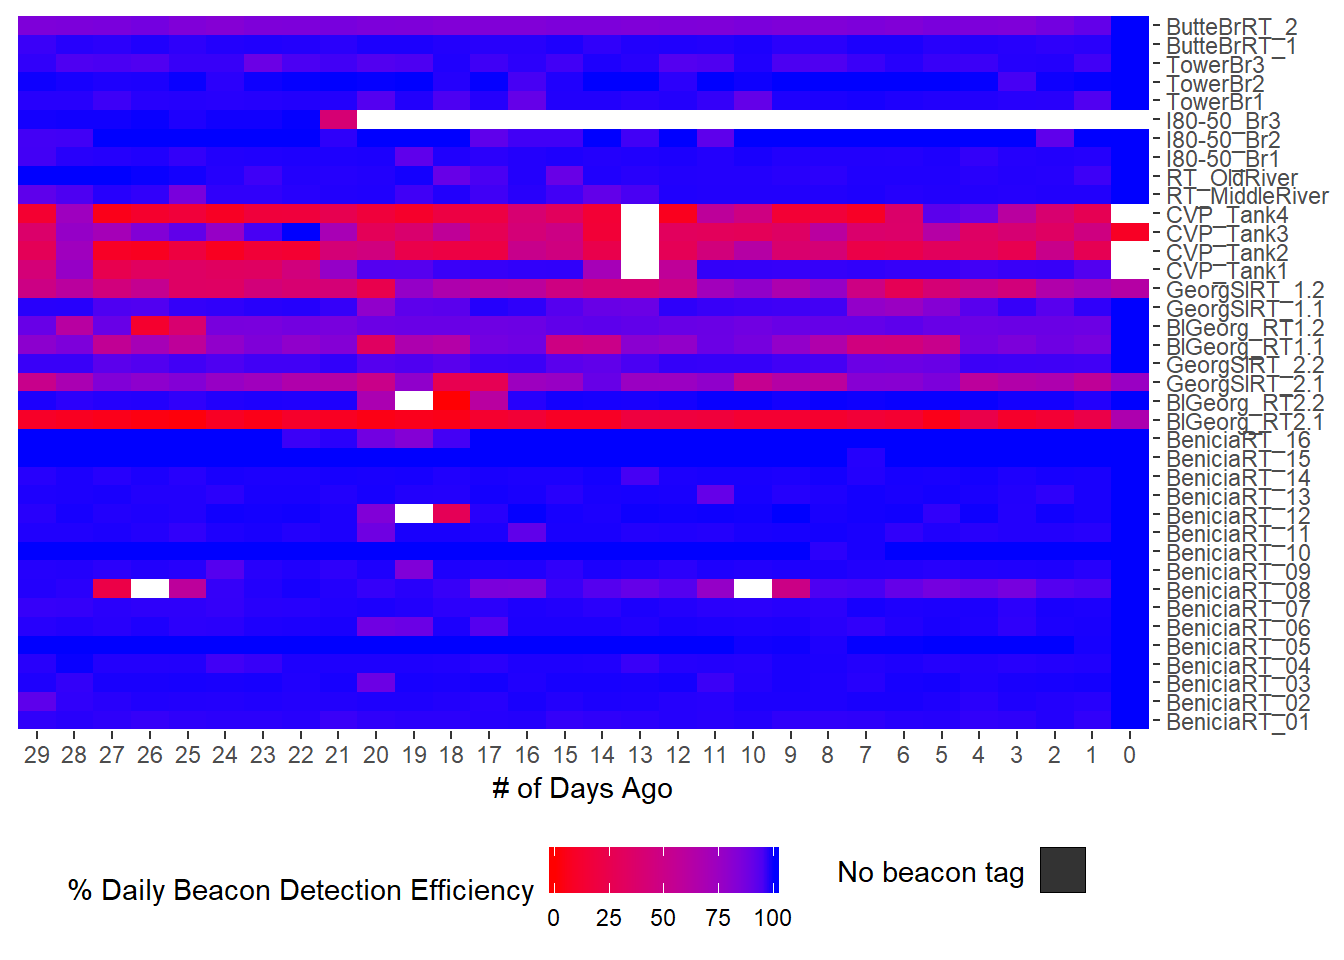 ButteBrRT_2
ButteBrRT_1
TowerBr3
TowerBr2
TowerBr1
I80-50_Br3
I80-50_Br2
I80-50_Br1
RT_OldRiver
RT_MiddleRiver
CVP_Tank4
CVP_Tank3
CVP_Tank2
CVP_Tank1
GeorgSlRT_1.2
GeorgSlRT_1.1
BlGeorg_RT1.2
BlGeorg_RT1.1
GeorgSlRT_2.2
GeorgSlRT_2.1
BlGeorg_RT2.2
BlGeorg_RT2.1
BeniciaRT_16
BeniciaRT_15
BeniciaRT_14
BeniciaRT_13
BeniciaRT_12
BeniciaRT_11
BeniciaRT_10
BeniciaRT_09
BeniciaRT_08
BeniciaRT_07
BeniciaRT_06
BeniciaRT_05
BeniciaRT_04
BeniciaRT_03
BeniciaRT_02
BeniciaRT_01
29 28 27 26 25 24 23 22 21 20 19 18 17 16 15 14 13 12 11 10 9 8 7 6 5 4 3 2 1 0
# of Days Ago
% Daily Beacon Detection Efficiency
0 25 50 75 100
No beacon tag